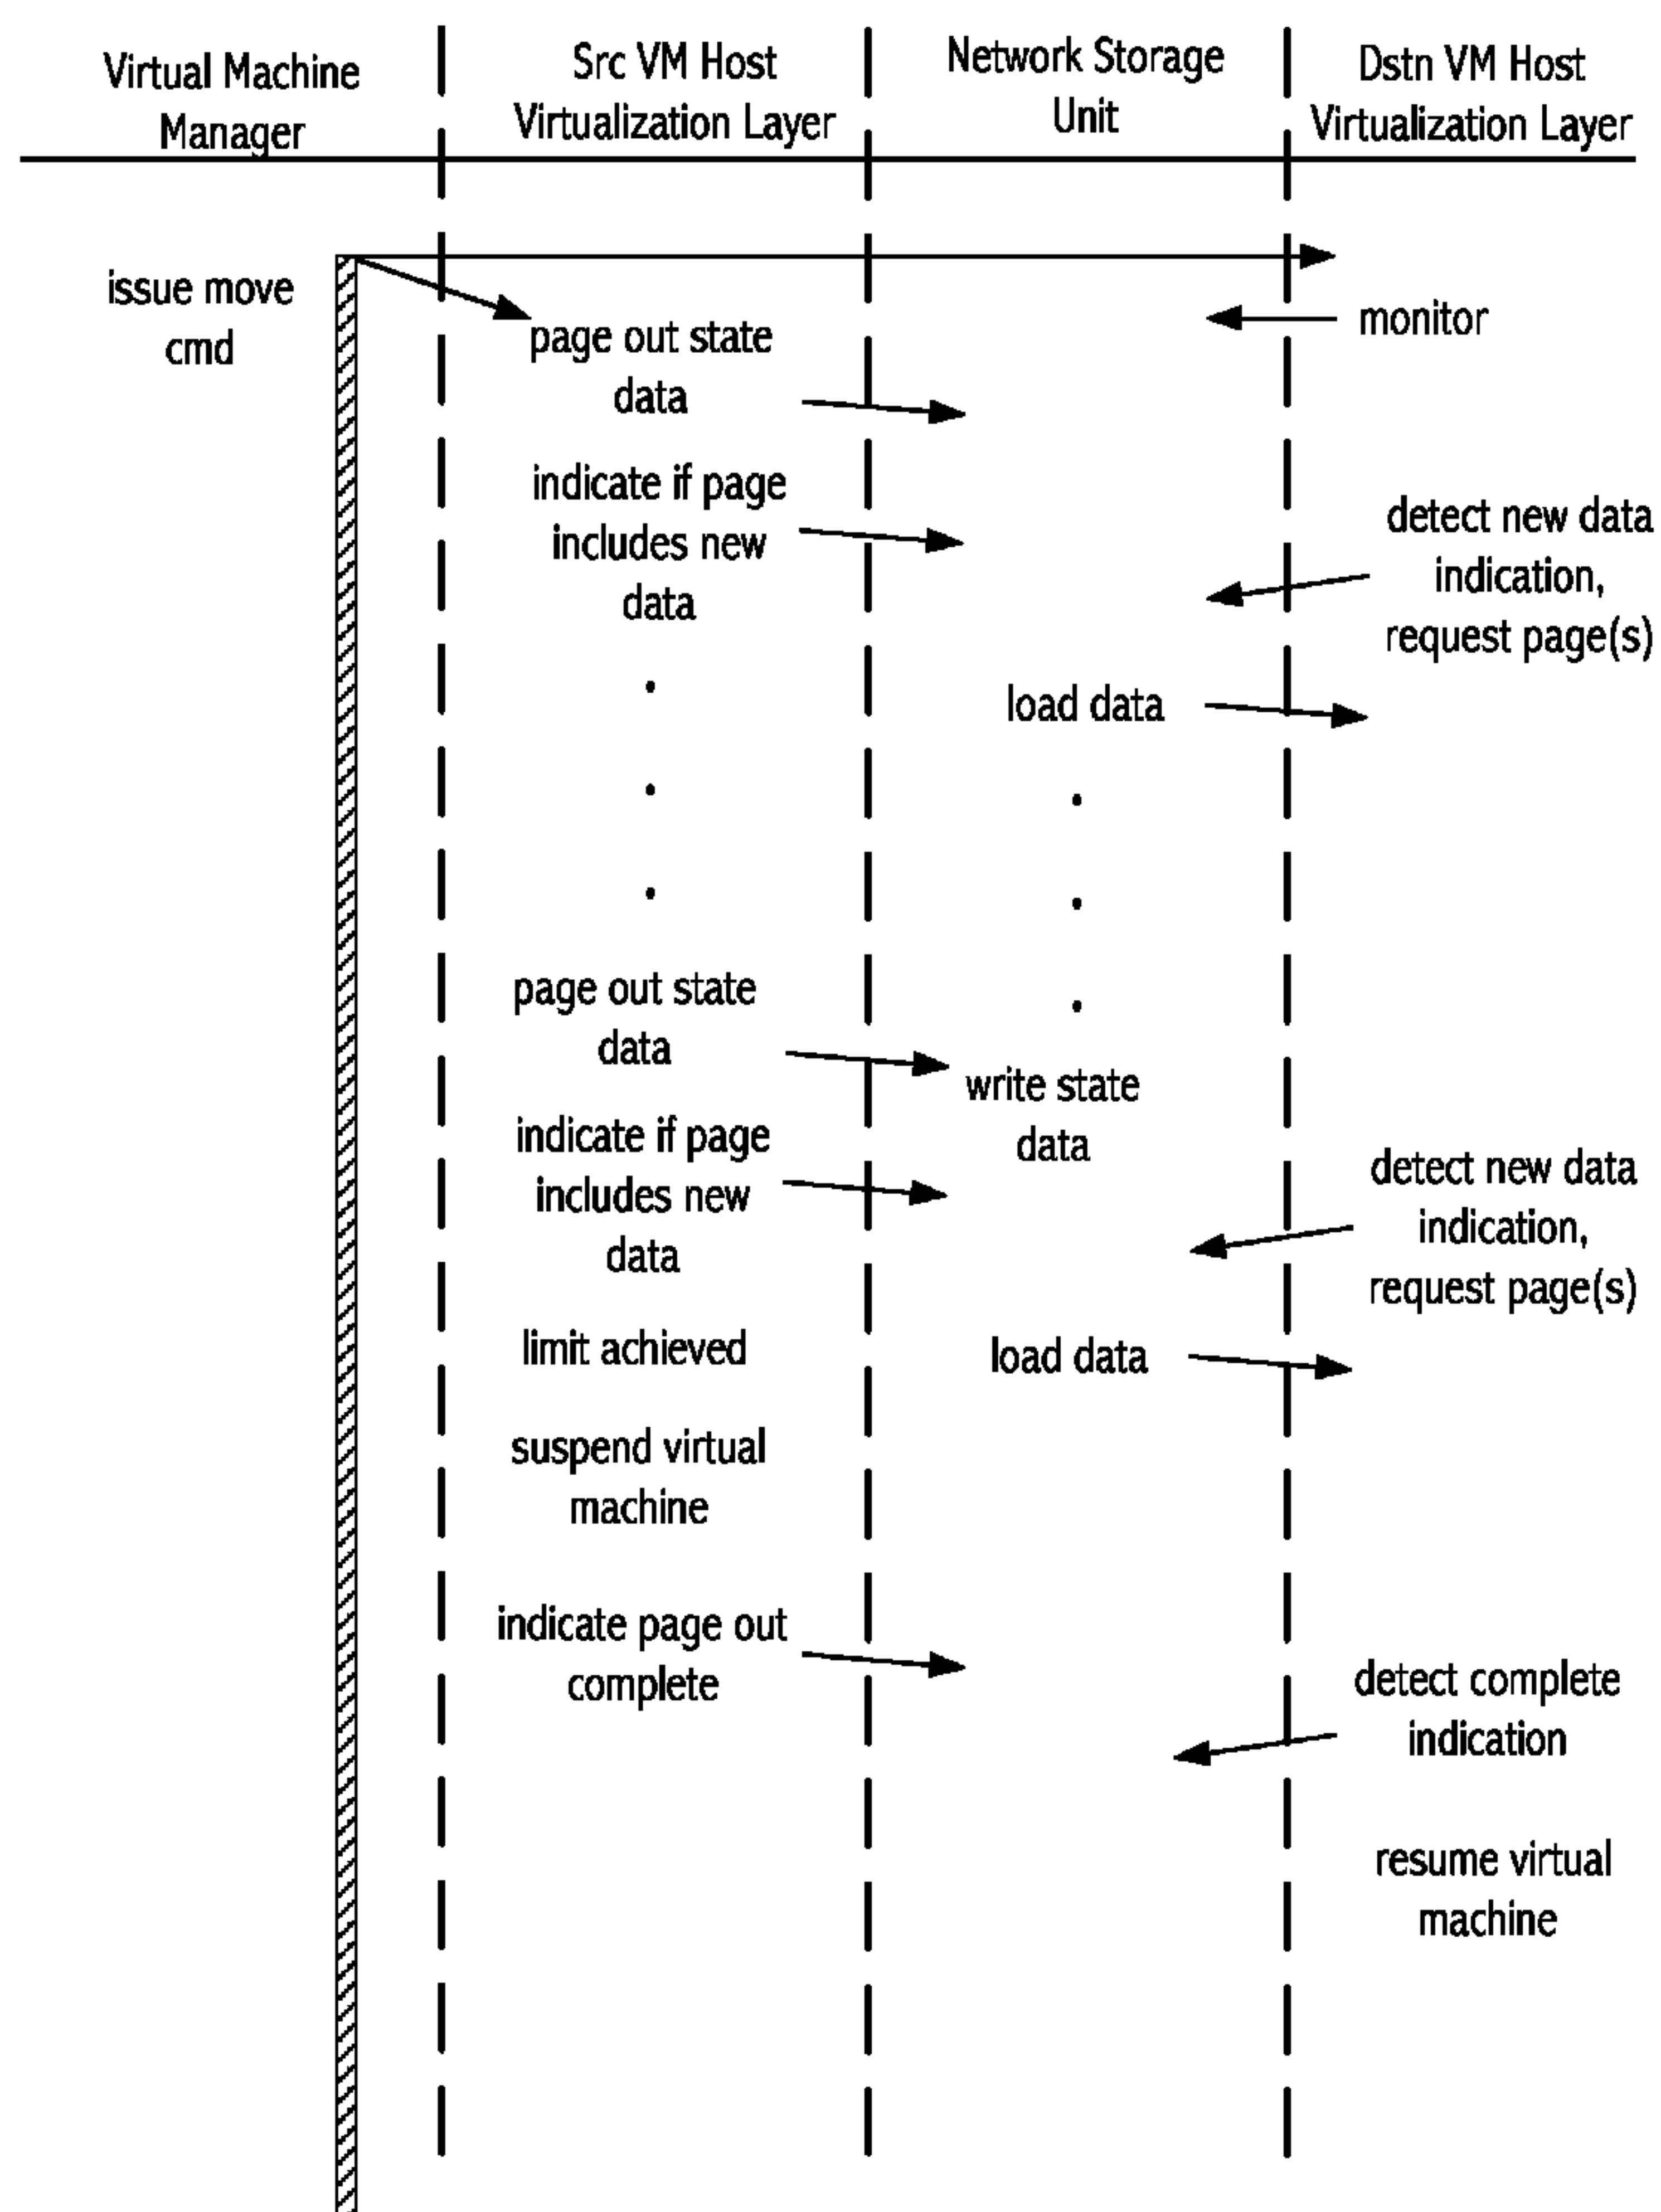 Virtual Machine
Manager
Src VM Host
Virtualization Layer
Network Storage
Unit
Dstn VM Host
Virtualization Layer
issue move
cmd
page out state
data
monitor
indicate if page
includes new
data
detect new data
indication,
request page(s)
load data
page out state
data
write state
data
indicate if page
includes new
data
detect new data
indication,
request page(s)
limit achieved
load data
suspend virtual
machine
indicate page out
complete
detect complete
indication
resume virtual
machine